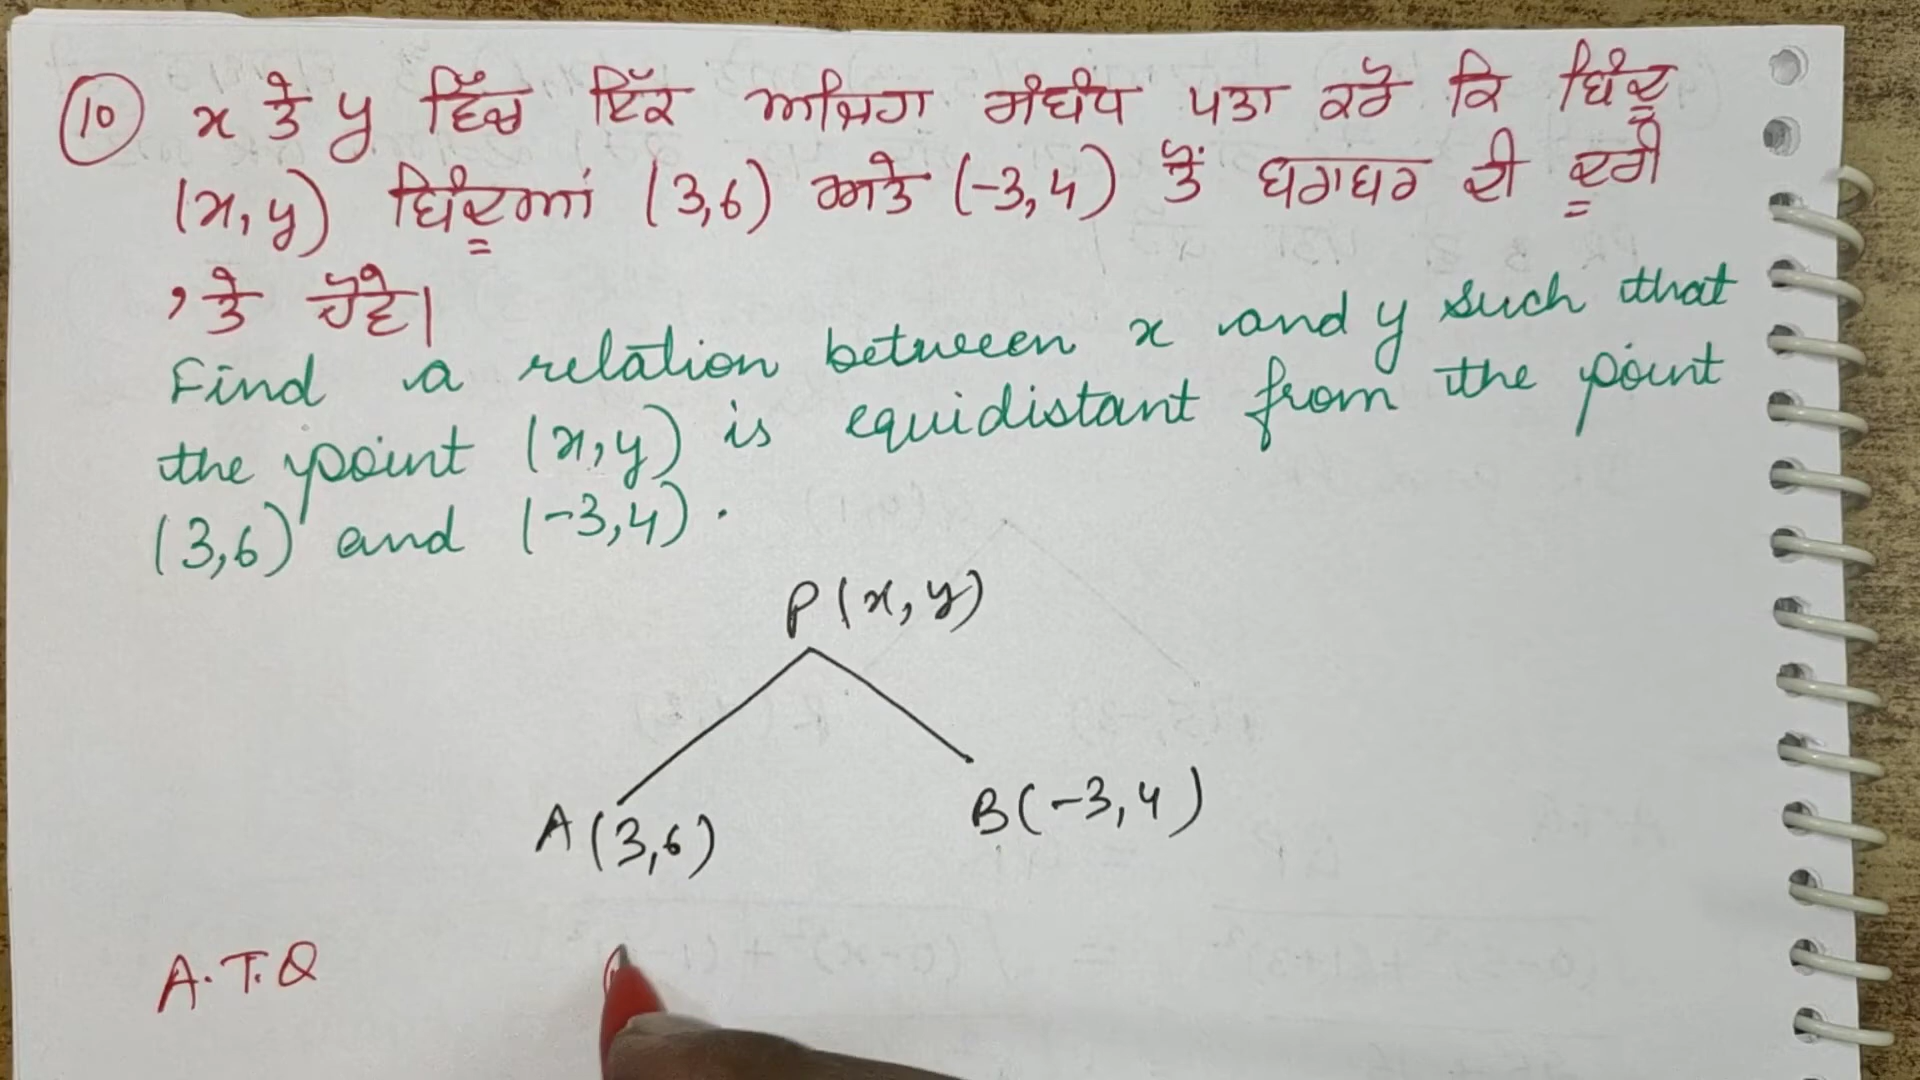 10 x ਤੇ y ਵਿੱਚ ਇੱਕ ਅਜਿਹਾ ਸੰਬੰਧ ਪਤਾ ਕਰੋ ਕਿ ਬਿੰਦੂ
(x, y) ਬਿੰਦੂਆਂ (3,6) ਅਤੇ (-3,4) ਤੋਂ ਬਰਾਬਰ ਦੀ ਦੂਰੀ
'ਤੇ ਹੋਵੇ।
Find a relation between x and y such that
the point (x,y) is equidistant from the point
(3,6) and (-3,4).
P(x,y)
A(3,6) B(-3,4)
A.T.Q